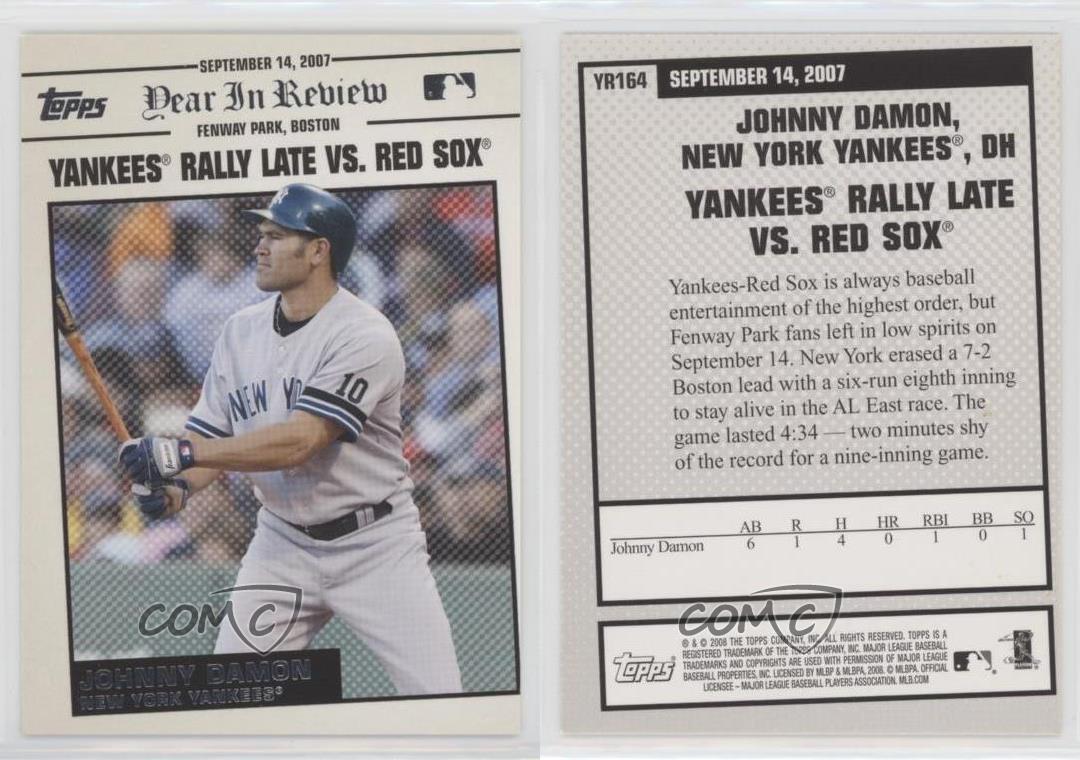 SEPTEMBER 14, 2007
topps
Year In Review
FENWAY PARK, BOSTON
YANKEES® RALLY LATE VS. RED SOX®
NEW YO
10
COMC
JOHNNY DAMON
NEW YORK YANKEES®
YR164
SEPTEMBER 14, 2007
JOHNNY DAMON,
NEW YORK YANKEES®, DH
YANKEES® RALLY LATE
VS. RED SOX®
Yankees-Red Sox is always baseball
entertainment of the highest order, but
Fenway Park fans left in low spirits on
September 14. New York erased a 7-2
Boston lead with a six-run eighth inning
to stay alive in the AL East race. The
game lasted 4:34 — two minutes shy
of the record for a nine-inning game.
AB R H HR RBI BB SO
Johnny Damon 6 1 4 0 1 0 1
COMC
topps
® & © 2008 THE TOPPS COMPANY, INC. ALL RIGHTS RESERVED. TOPPS IS A
REGISTERED TRADEMARK OF THE TOPPS COMPANY, INC. MAJOR LEAGUE BASEBALL
TRADEMARKS AND COPYRIGHTS ARE USED WITH PERMISSION OF MAJOR LEAGUE
BASEBALL PROPERTIES, INC. LICENSED BY MLBP & MLBPA, 2008. © MLBPA, OFFICIAL
LICENSEE – MAJOR LEAGUE BASEBALL PLAYERS ASSOCIATION. MLB.COM